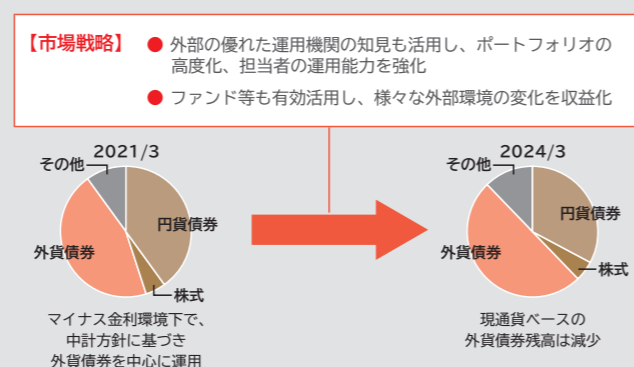 【市場戦略】 ● 外部の優れた運用機関の知見も活用し、ポートフォリオの
高度化、担当者の運用能力を強化
● ファンド等も有効活用し、様々な外部環境の変化を収益化
2021/3
その他
円貨債券
外貨債券
株式
マイナス金利環境下で、
中計方針に基づき
外貨債券を中心に運用
2024/3
その他
円貨債券
外貨債券
株式
現通貨ベースの
外貨債券残高は減少